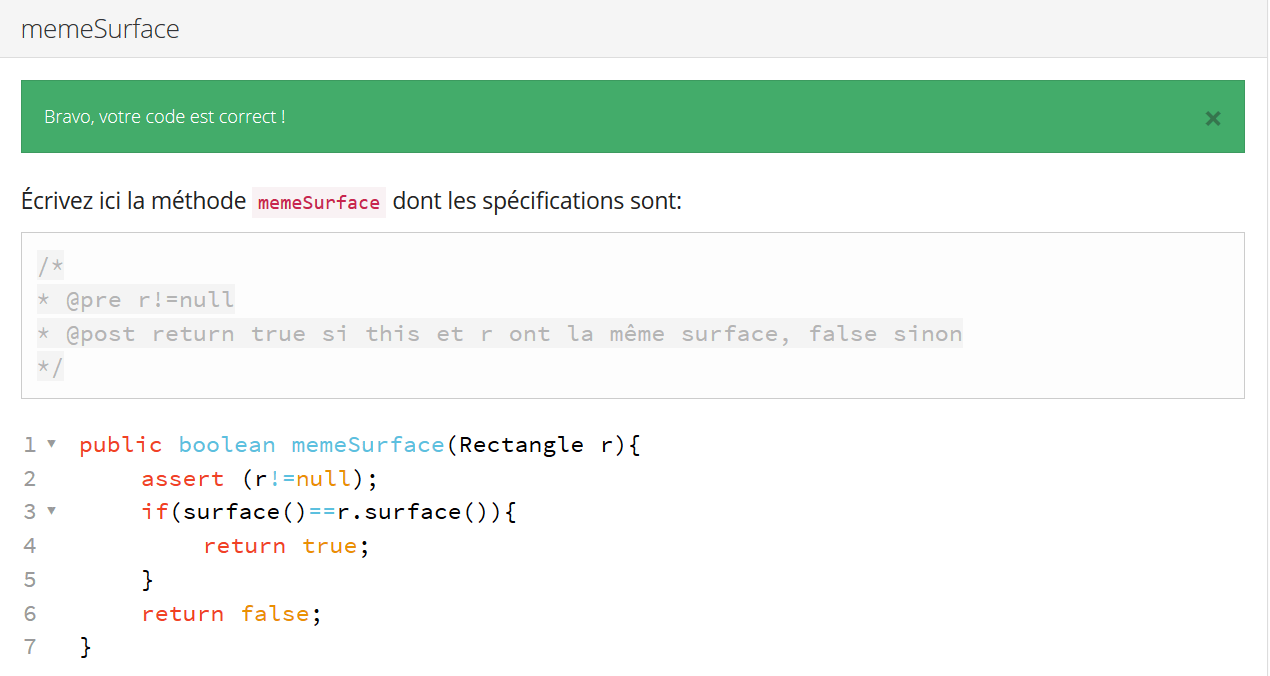 memeSurface
Bravo, votre code est correct !
×
Écrivez ici la méthode memeSurface dont les spécifications sont:
/*
* @pre r!=null
* @post return true si this et r ont la même surface, false sinon
*/
1 ▾ public boolean memeSurface(Rectangle r){
2 assert (r!=null);
3 ▾ if(surface()==r.surface()){
4 return true;
5 }
6 return false;
7 }